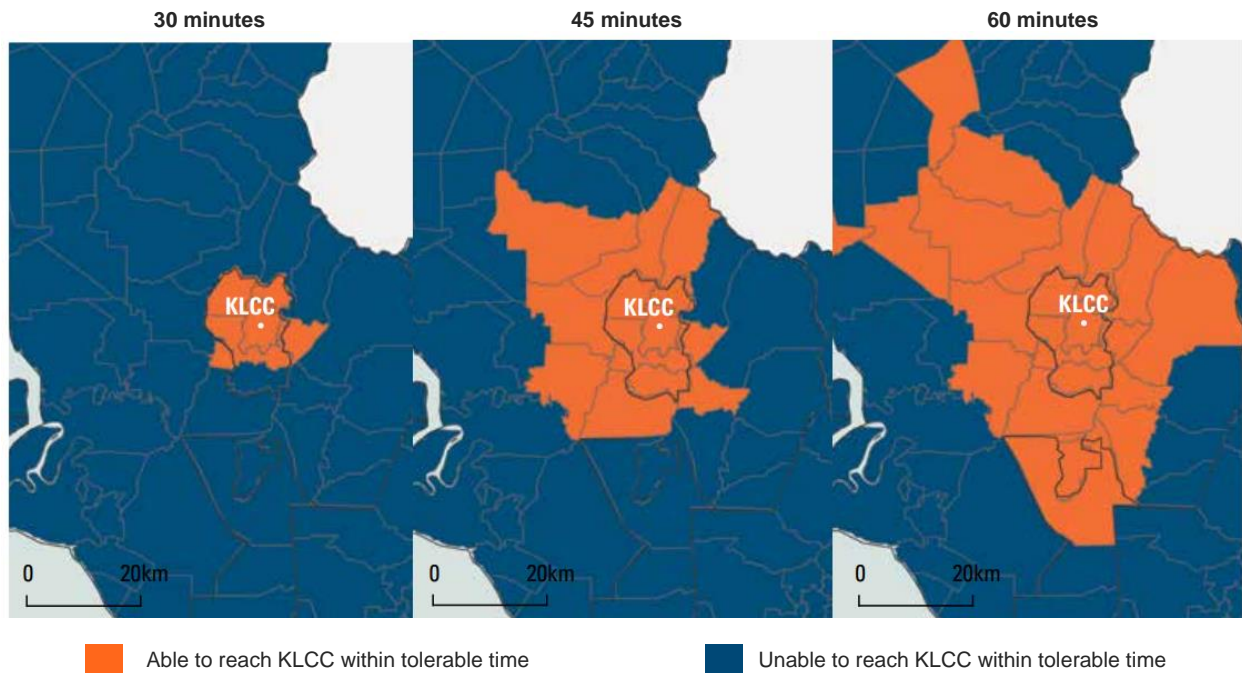 30 minutes
45 minutes
60 minutes
KLCC
KLCC
KLCC
0 20km
0 20km
0 20km
Able to reach KLCC within tolerable time
Unable to reach KLCC within tolerable time